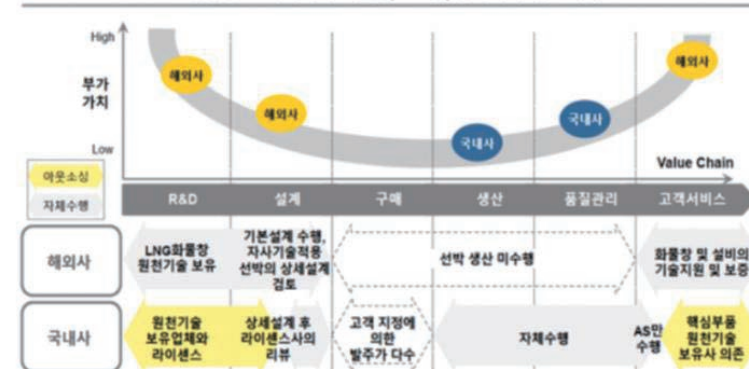 High
부가
가치
Low
해외사
해외사
국내사
국내사
해외사
Value Chain
아웃소싱
자체수행
R&D
설계
구매
생산
품질관리
고객서비스
해외사
LNG화물창
원천기술 보유
기본설계 수행,
자사기술적용
선박의 상세설계
검토
선박 생산 미수행
화물창 및 설비의
기술지원 및 보증
국내사
원천기술
보유업체와
라이센스
상세설계 후
라이센스사의
리뷰
고객 지정에
의한
발주가 다수
자체수행
AS만
수행
핵심부품
원천기술
보유사 의존